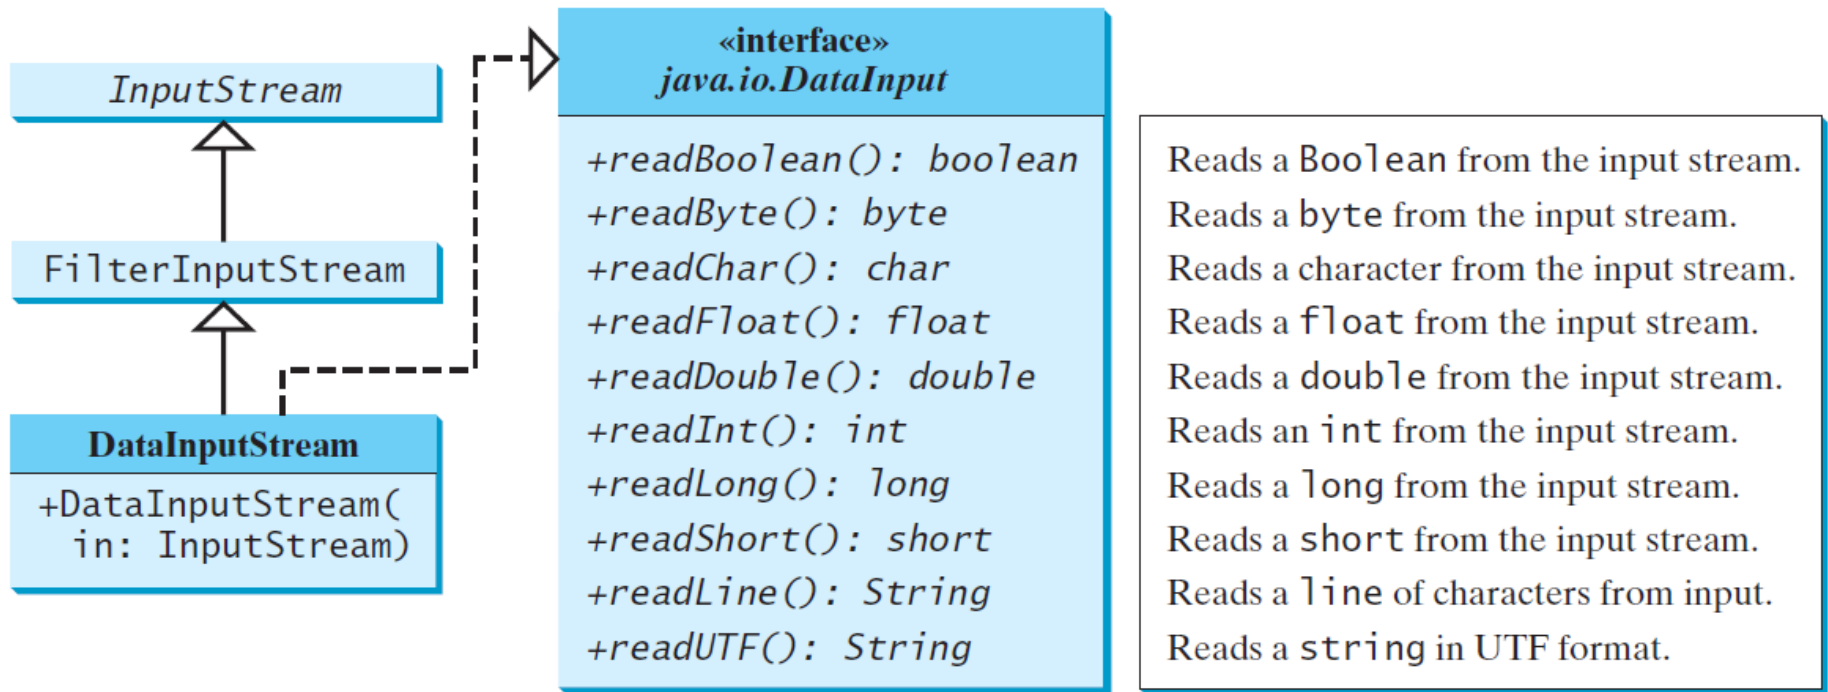 InputStream
FilterInputStream
DataInputStream
+DataInputStream(
in: InputStream)
«interface»
java.io.DataInput
+readBoolean(): boolean
+readByte(): byte
+readChar(): char
+readFloat(): float
+readDouble(): double
+readInt(): int
+readLong(): long
+readShort(): short
+readLine(): String
+readUTF(): String
Reads a Boolean from the input stream.
Reads a byte from the input stream.
Reads a character from the input stream.
Reads a float from the input stream.
Reads a double from the input stream.
Reads an int from the input stream.
Reads a long from the input stream.
Reads a short from the input stream.
Reads a line of characters from input.
Reads a string in UTF format.